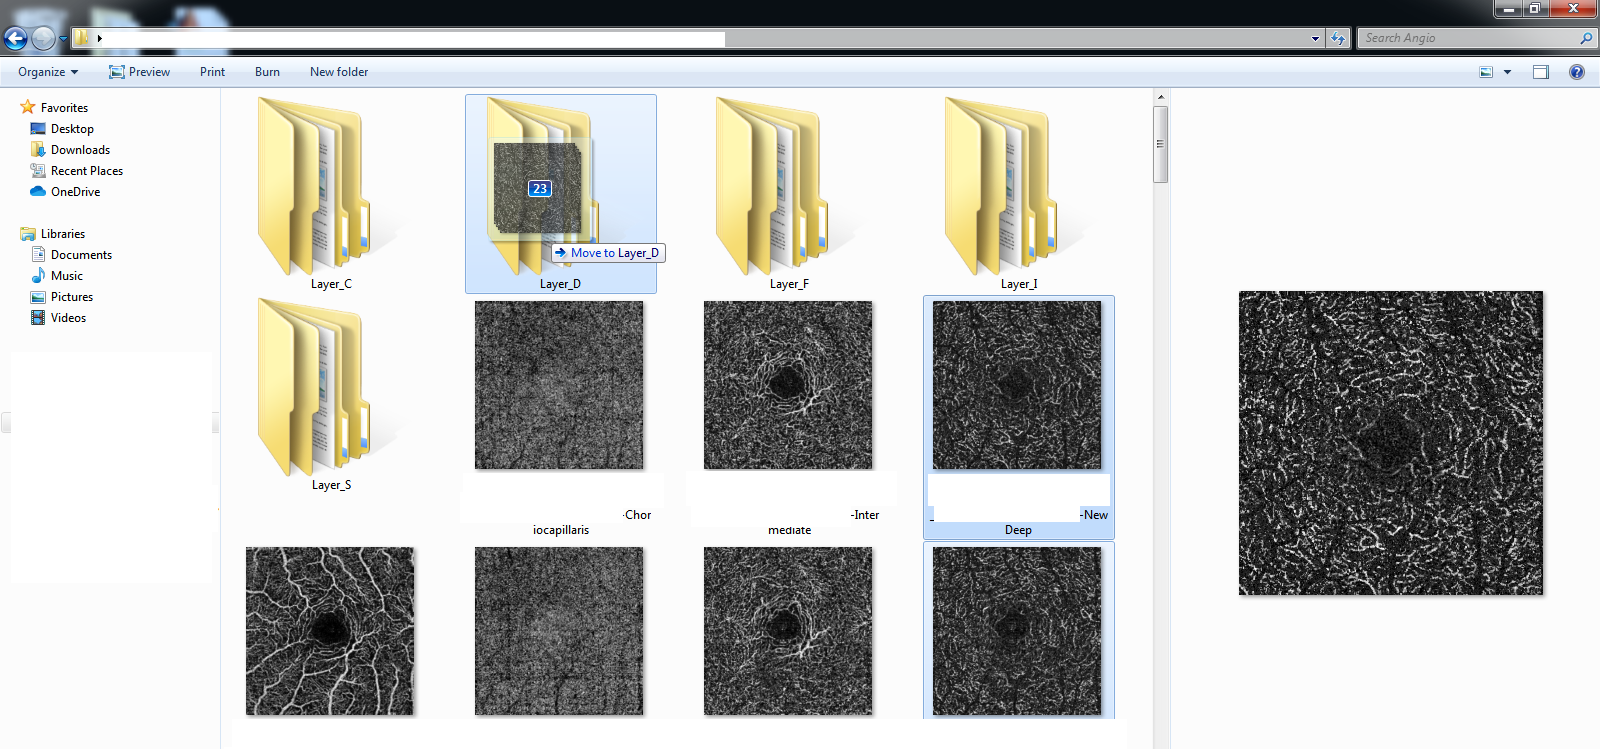 Search Angio
Organize
Preview
Print
Burn
New folder
Favorites
Desktop
Downloads
Recent Places
OneDrive
Libraries
Documents
Music
Pictures
Videos
Layer_C
23
Move to Layer_D
Layer_D
Layer_F
Layer_I
Layer_S
-Chor
iocapillaris
-Inter
mediate
_ -New
Deep